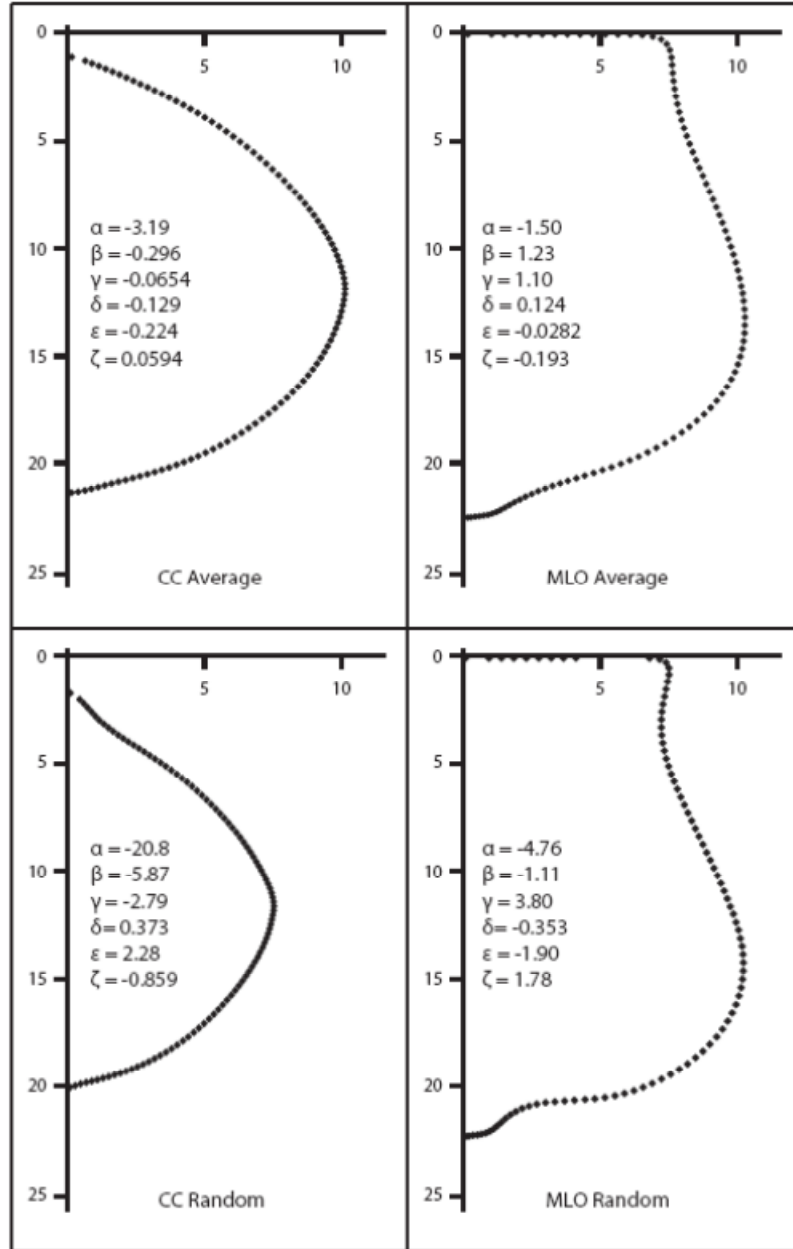 0
5
10
5
10
15
20
25
α = -3.19
β = -0.296
γ = -0.0654
δ = -0.129
ε = -0.224
ζ = 0.0594
CC Average
0
5
10
5
10
15
20
25
α = -1.50
β = 1.23
γ = 1.10
δ = 0.124
ε = -0.0282
ζ = -0.193
MLO Average
0
5
10
5
10
15
20
25
α = -20.8
β = -5.87
γ = -2.79
δ= 0.373
ε = 2.28
ζ = -0.859
CC Random
0
5
10
5
10
15
20
25
α = -4.76
β = -1.11
γ = 3.80
δ= -0.353
ε = -1.90
ζ = 1.78
MLO Random